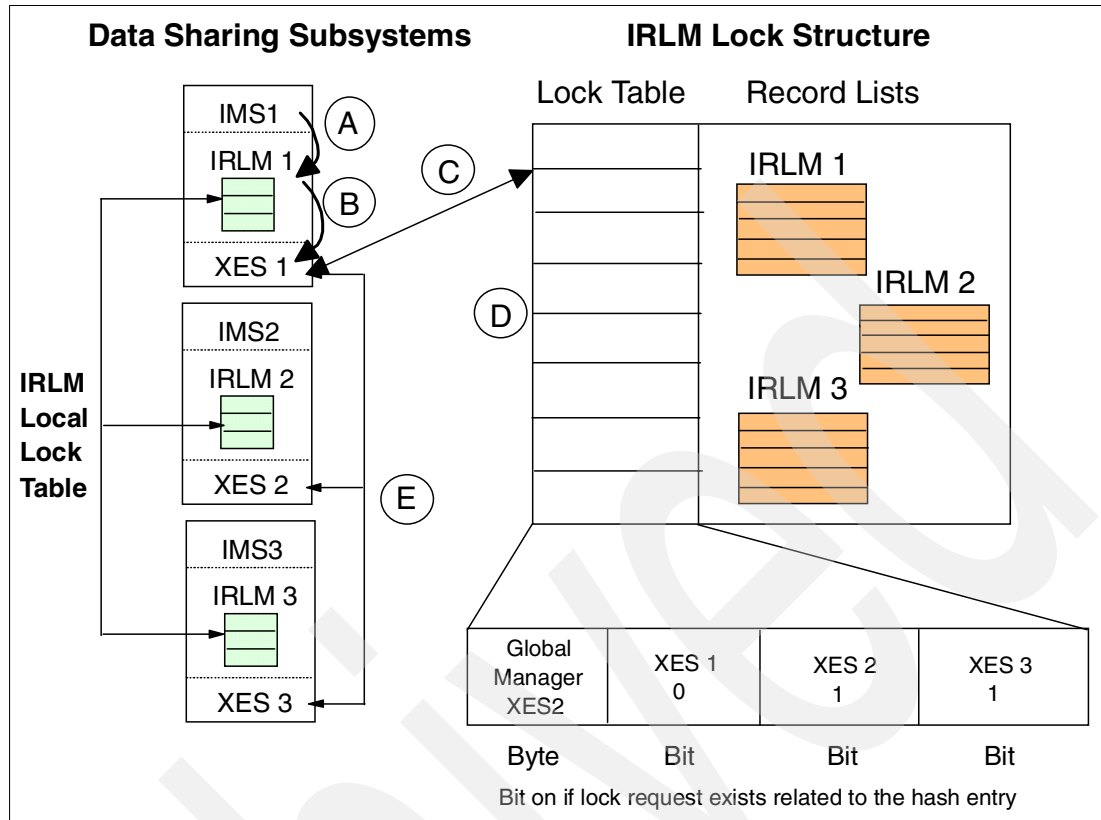 Data Sharing Subsystems
IRLM Lock Structure
Lock Table
Record Lists
IMS1
A
IRLM 1
B
XES 1
C
IMS2
IRLM 2
XES 2
IMS3
IRLM 3
XES 3
IRLM
Local
Lock
Table
D
E
IRLM 1
IRLM 2
IRLM 3
Global
Manager
XES2
XES 1
0
XES 2
1
XES 3
1
Byte
Bit
Bit
Bit
Bit on if lock request exists related to the hash entry